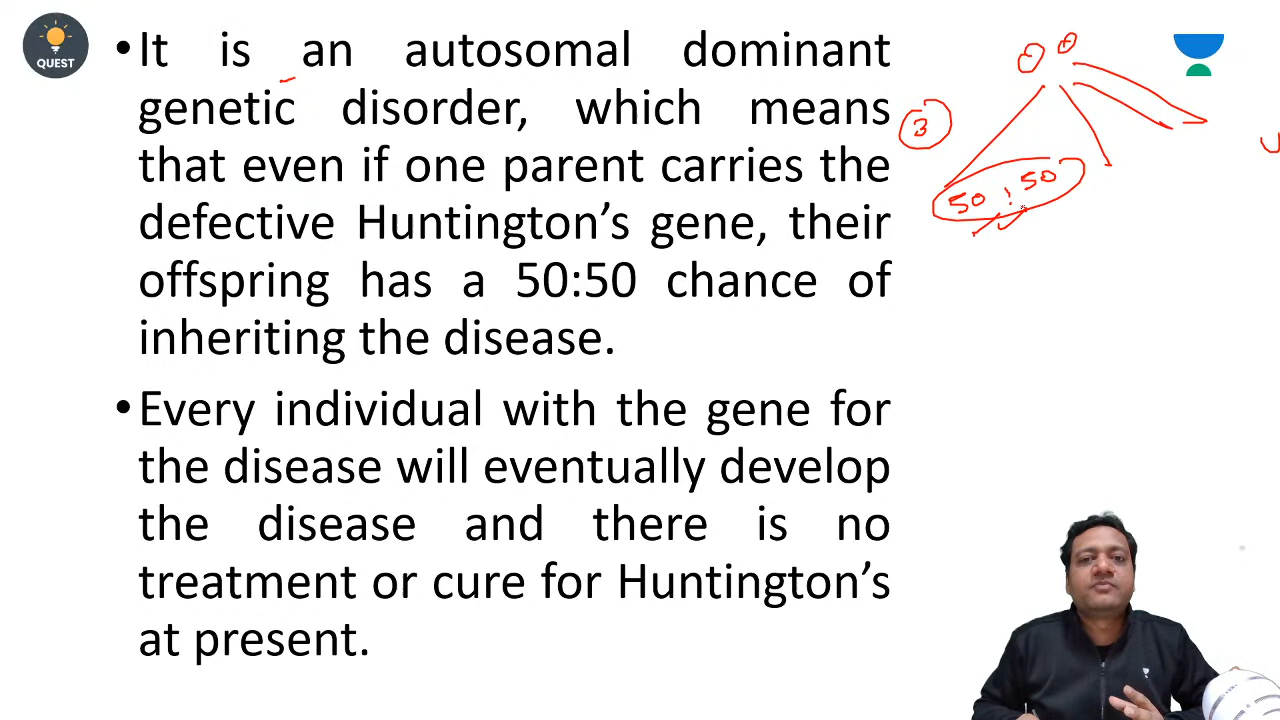 QUEST
•It is an autosomal dominant
genetic disorder, which means
that even if one parent carries the
defective Huntington’s gene, their
offspring has a 50:50 chance of
inheriting the disease.
•Every individual with the gene for
the disease will eventually develop
the disease and there is no
treatment or cure for Huntington’s
at present.
3
50 : 50